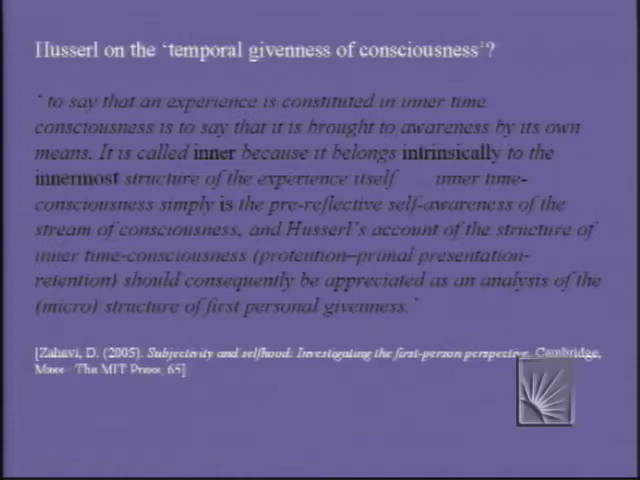 Husserl on the ‘temporal givenness of consciousness’?
‘ to say that an experience is constituted in inner time
consciousness is to say that it is brought to awareness by its own
means. It is called inner because it belongs intrinsically to the
innermost structure of the experience itself inner time-
consciousness simply is the pre-reflective self-awareness of the
stream of consciousness, and Husserl’s account of the structure of
inner time-consciousness (protention–primal presentation-
retention) should consequently be appreciated as an analysis of the
(micro) structure of first personal givenness.’
[Zahavi, D. (2005). Subjectivity and selfhood. Investigating the first-person perspective. Cambridge,
Mass. The MIT Press, 65]